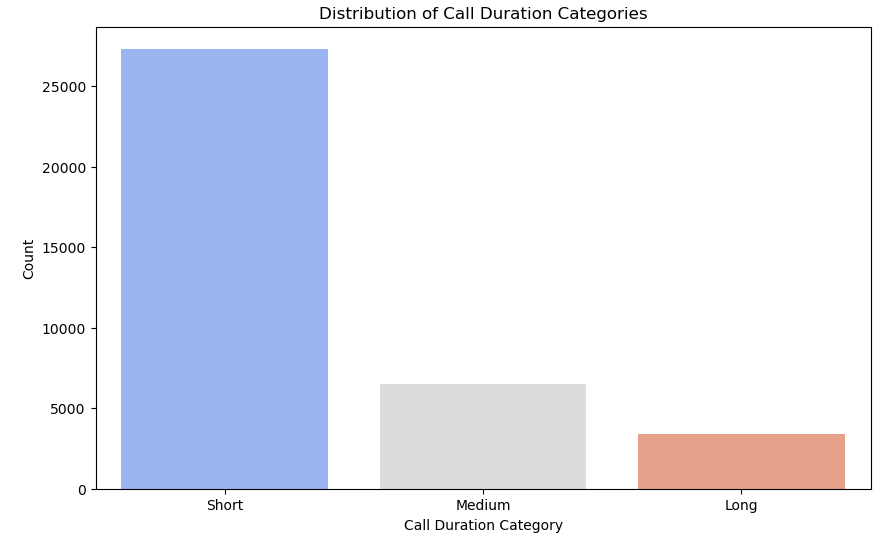 Distribution of Call Duration Categories
25000
20000
15000
10000
5000
0
Count
Short Medium Long
Call Duration Category